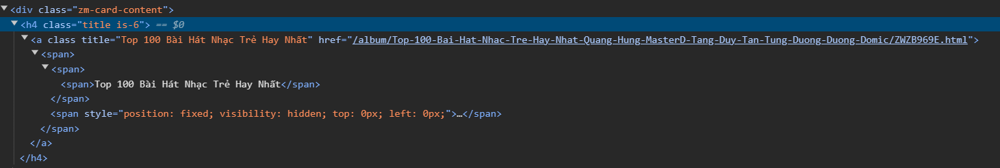 <div class="zm-card-content">
<h4 class="title is-6"> == $0
<a class title="Top 100 Bài Hát Nhạc Trẻ Hay Nhất" href="/album/Top-100-Bai-Hat-Nhac-Tre-Hay-Nhat-Quang-Hung-MasterD-Tang-Duy-Tan-Tung-Duong-Duong-Domic/ZWZB969E.html">
<span>
<span>
<span>Top 100 Bài Hát Nhạc Trẻ Hay Nhất</span>
</span>
<span style="position: fixed; visibility: hidden; top: 0px; left: 0px;">…</span>
</span>
</a>
</h4>